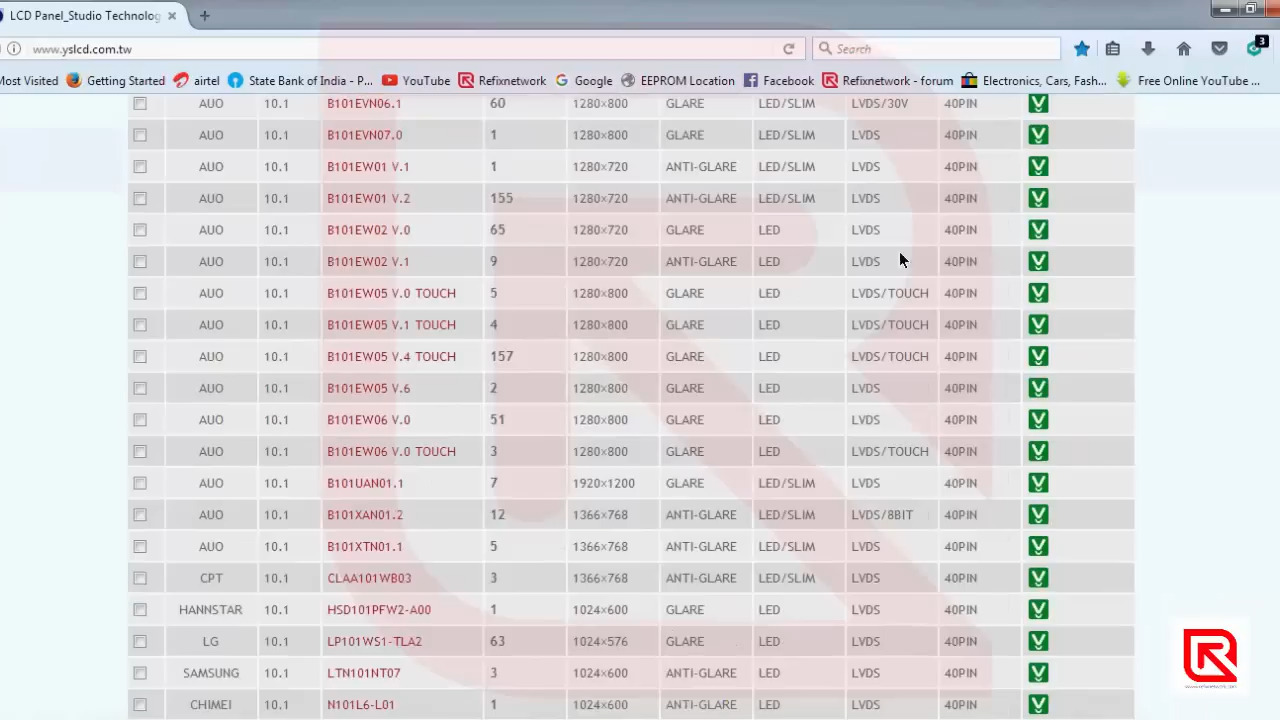 LCD Panel_Studio Technolog
www.yslcd.com.tw
Search
3
Most Visited Getting Started airtel State Bank of India - P... YouTube Refixnetwork Google EEPROM Location Facebook Refixnetwork - forum Electronics, Cars, Fash... Free Online YouTube ...
AUO 10.1 B101EVN06.1 60 1280×800 GLARE LED/SLIM LVDS/30V 40PIN
AUO 10.1 B101EVN07.0 1 1280×800 GLARE LED/SLIM LVDS 40PIN
AUO 10.1 B101EW01 V.1 1 1280×720 ANTI-GLARE LED/SLIM LVDS 40PIN
AUO 10.1 B101EW01 V.2 155 1280×720 ANTI-GLARE LED/SLIM LVDS 40PIN
AUO 10.1 B101EW02 V.0 65 1280×720 GLARE LED LVDS 40PIN
AUO 10.1 B101EW02 V.1 9 1280×720 ANTI-GLARE LED LVDS 40PIN
AUO 10.1 B101EW05 V.0 TOUCH 5 1280×800 GLARE LED LVDS/TOUCH 40PIN
AUO 10.1 B101EW05 V.1 TOUCH 4 1280×800 GLARE LED LVDS/TOUCH 40PIN
AUO 10.1 B101EW05 V.4 TOUCH 157 1280×800 GLARE LED LVDS/TOUCH 40PIN
AUO 10.1 B101EW05 V.6 2 1280×800 GLARE LED LVDS 40PIN
AUO 10.1 B101EW06 V.0 51 1280×800 GLARE LED LVDS 40PIN
AUO 10.1 B101EW06 V.0 TOUCH 3 1280×800 GLARE LED LVDS/TOUCH 40PIN
AUO 10.1 B101UAN01.1 7 1920×1200 GLARE LED/SLIM LVDS 40PIN
AUO 10.1 B101XAN01.2 12 1366×768 ANTI-GLARE LED/SLIM LVDS/8BIT 40PIN
AUO 10.1 B101XTN01.1 5 1366×768 ANTI-GLARE LED/SLIM LVDS 40PIN
CPT 10.1 CLAA101WB03 3 1366×768 ANTI-GLARE LED/SLIM LVDS 40PIN
HANNSTAR 10.1 HSD101PFW2-A00 1 1024×600 GLARE LED LVDS 40PIN
LG 10.1 63 1024×576 GLARE LED LVDS 40PIN
SAMSUNG 10.1 1024×600 ANTI-GLARE LED LVDS 40PIN
CHIMEI 10.1 1024×600 GLARE LED LVDS 40PIN